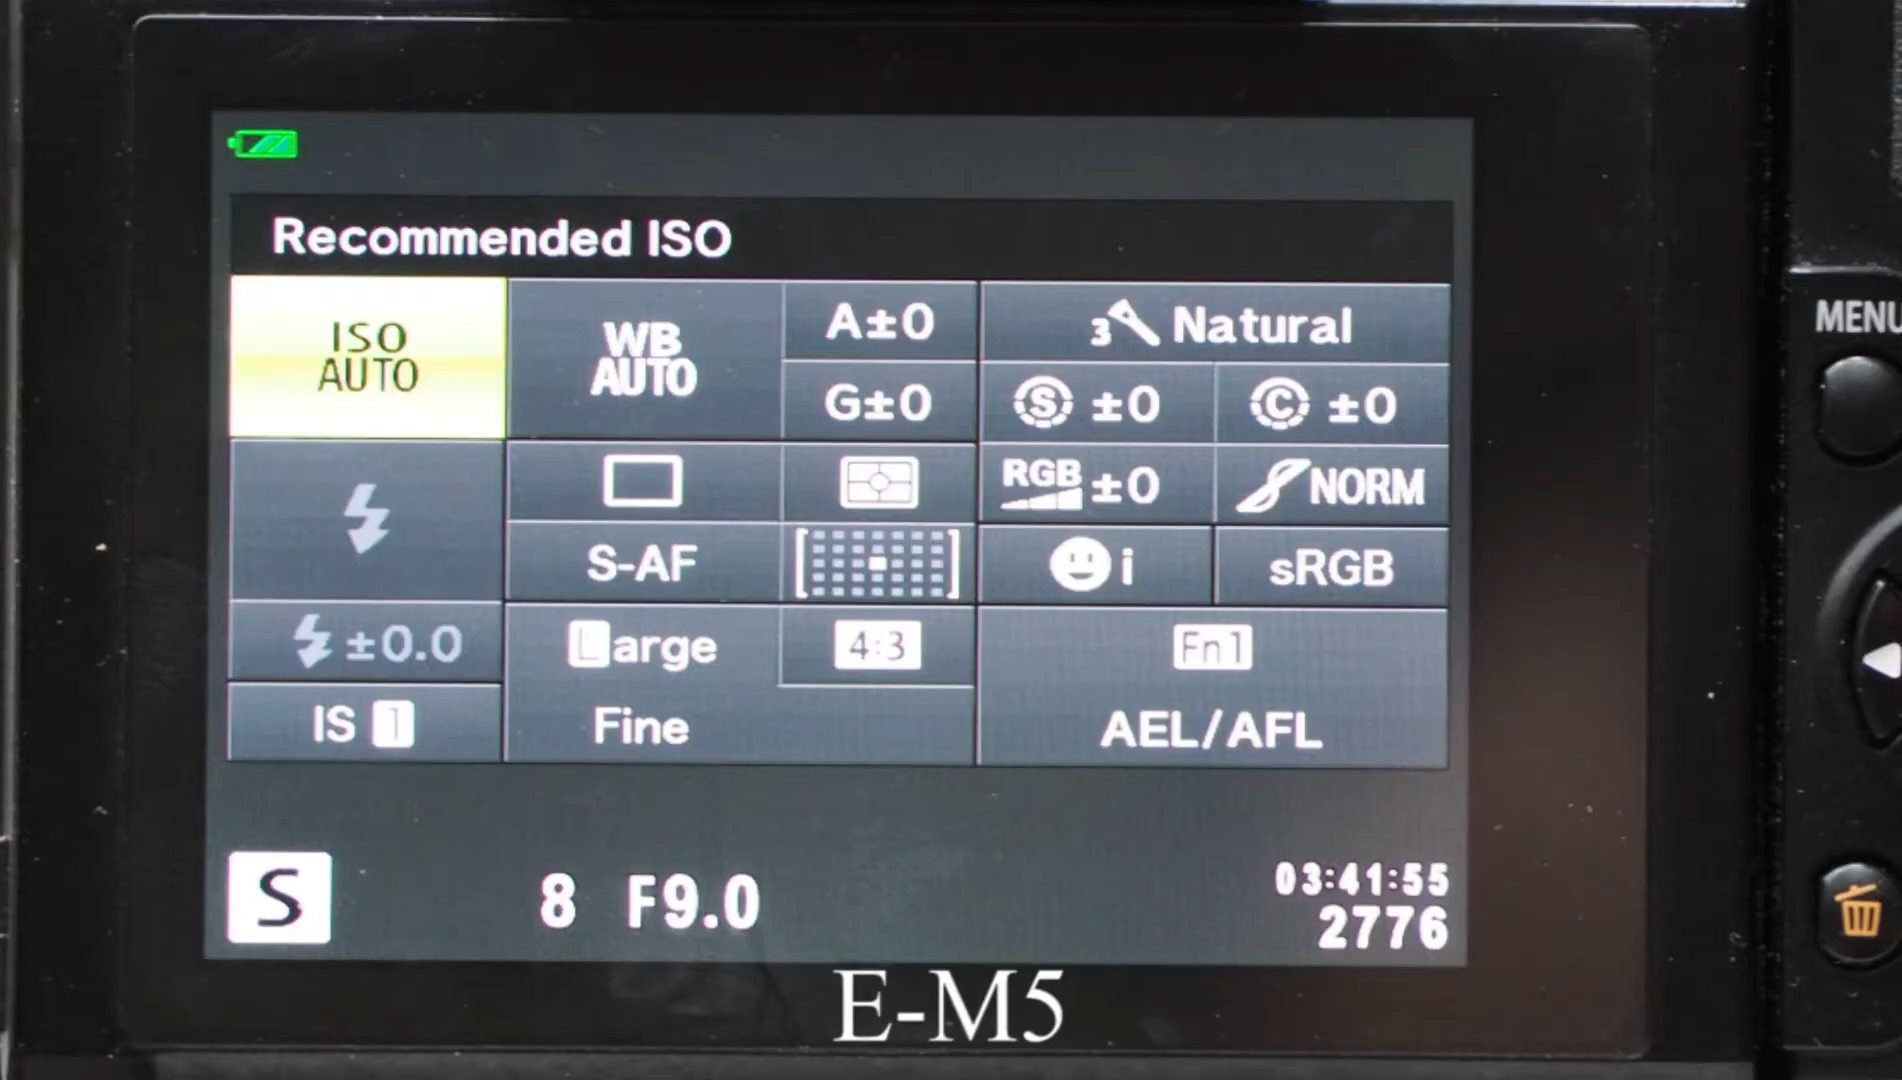 Recommended ISO
ISO AUTO
WB AUTO
A±0
G±0
3 Natural
S ±0
C ±0
RGB ±0
NORM
S-AF
i
sRGB
±0.0
Large
4:3
Fn1
IS 1
Fine
AEL/AFL
S
8 F9.0
03:41:55
2776
MENU
E-M5